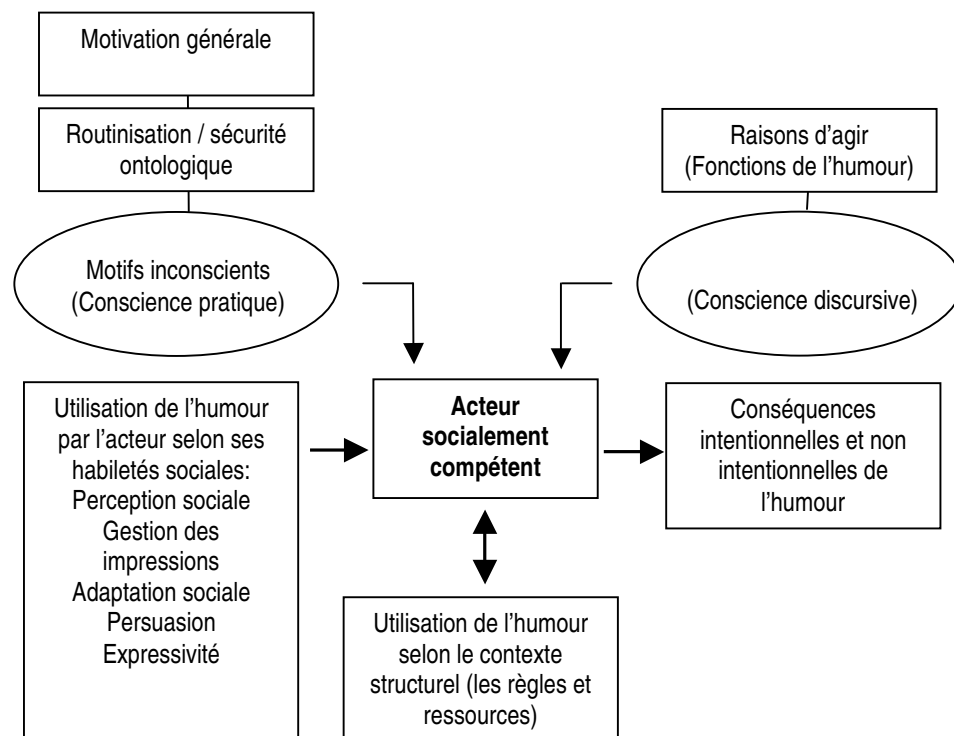 Motivation générale
Routinisation / sécurité
ontologique
Motifs inconscients
(Conscience pratique)
Raisons d’agir
(Fonctions de l’humour)
(Conscience discursive)
Utilisation de l’humour
par l’acteur selon ses
habiletés sociales:
Perception sociale
Gestion des
impressions
Adaptation sociale
Persuasion
Expressivité
Acteur
socialement
compétent
Conséquences
intentionnelles et non
intentionnelles de
l’humour
Utilisation de l’humour
selon le contexte
structurel (les règles et
ressources)